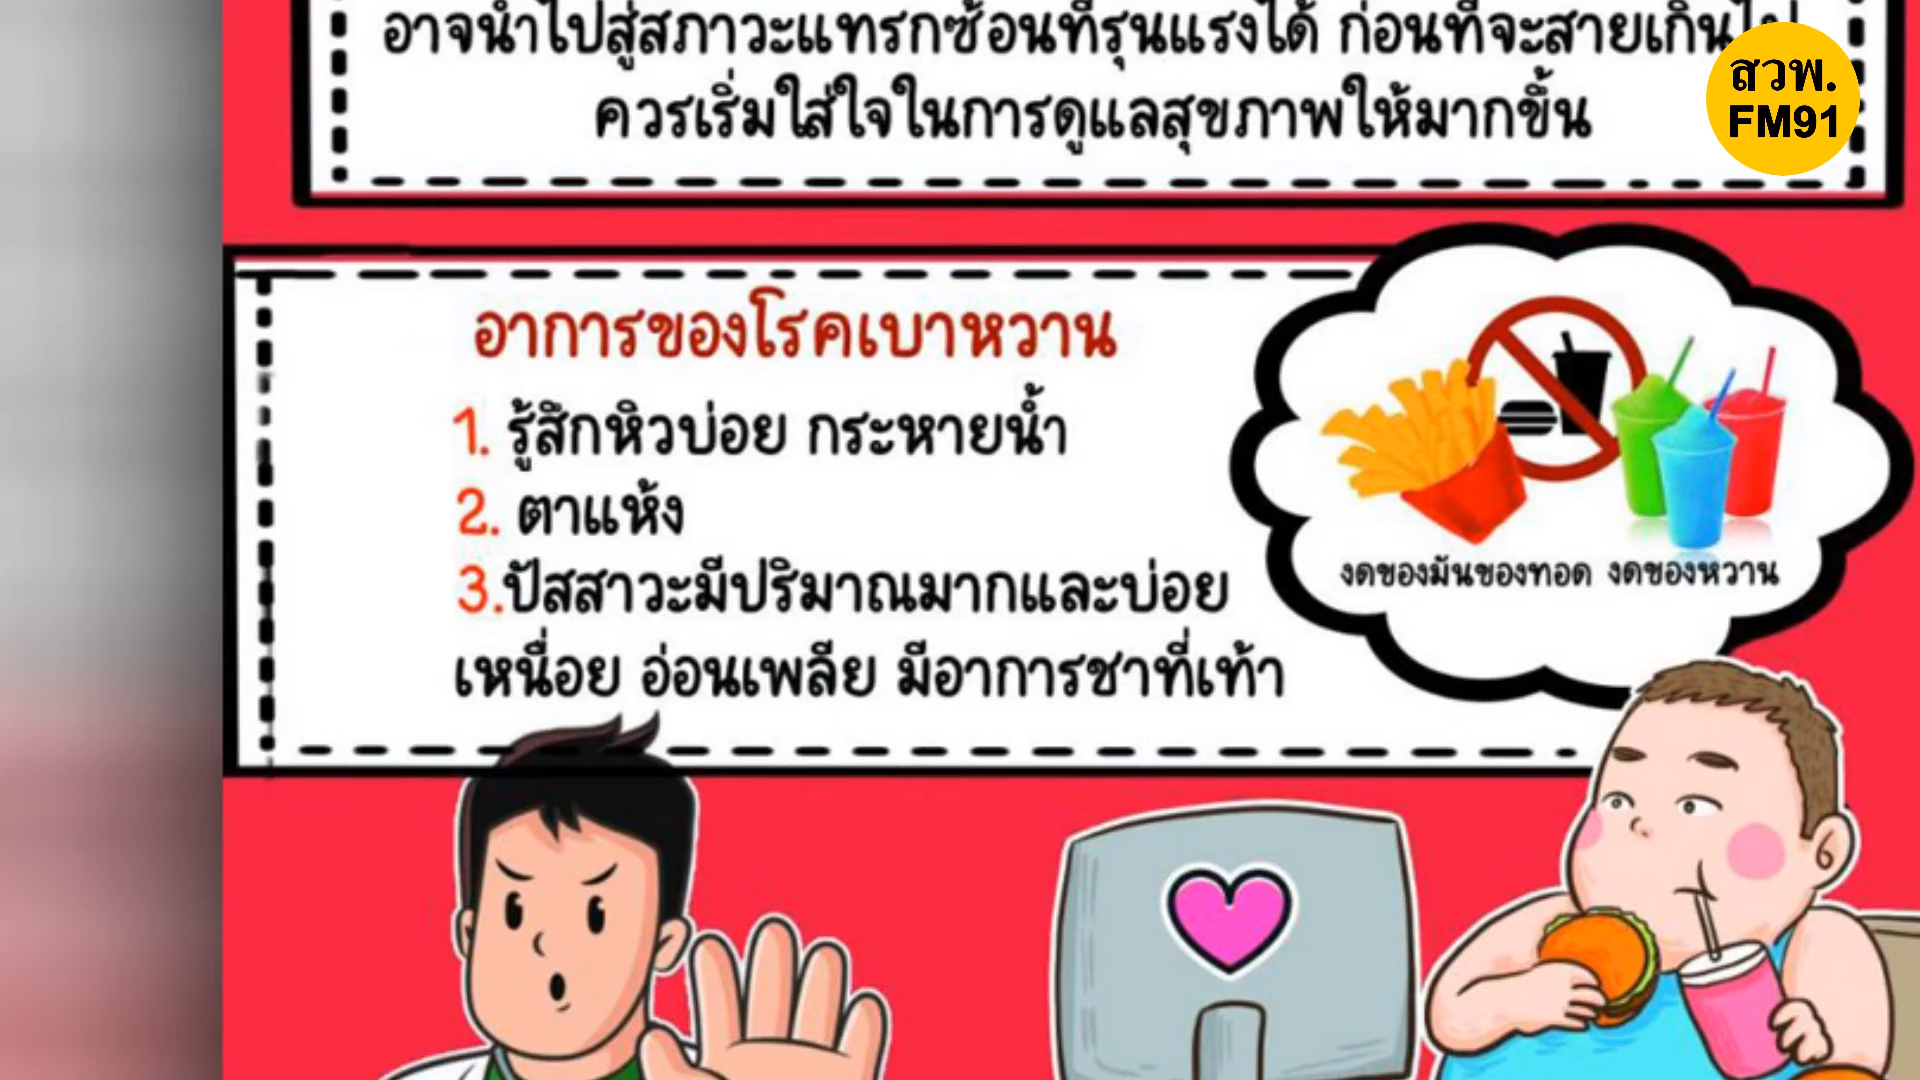 อาจนำไปสู่สภาวะแทรกซ้อนที่รุนแรงได้ ก่อนที่จะสายเกินไป
ควรเริ่มใส่ใจในการดูแลสุขภาพให้มากขึ้น
สวพ.
FM91
อาการของโรคเบาหวาน
1. รู้สึกหิวบ่อย กระหายน้ำ
2. ตาแห้ง
3.ปัสสาวะมีปริมาณมากและบ่อย
เหนื่อย อ่อนเพลีย มีอาการชาที่เท้า
งดของมันของทอด งดของหวาน